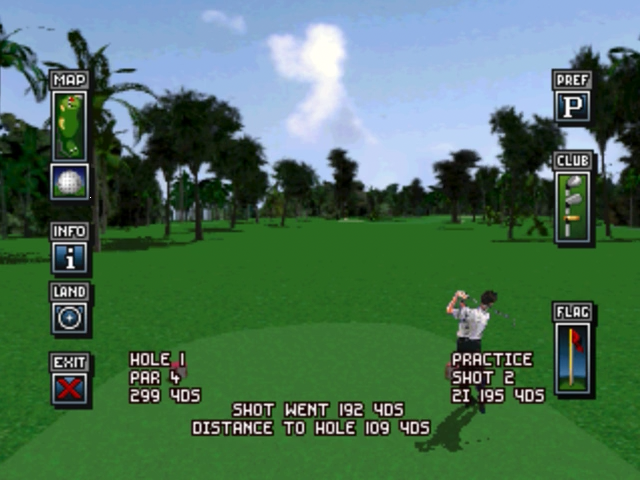 MAP
PREF
P
CLUB
INFO
i
LAND
FLAG
EXIT
HOLE 1
PAR 4
299 YDS
PRACTICE
SHOT 2
2I 195 YDS
SHOT WENT 192 YDS
DISTANCE TO HOLE 109 YDS